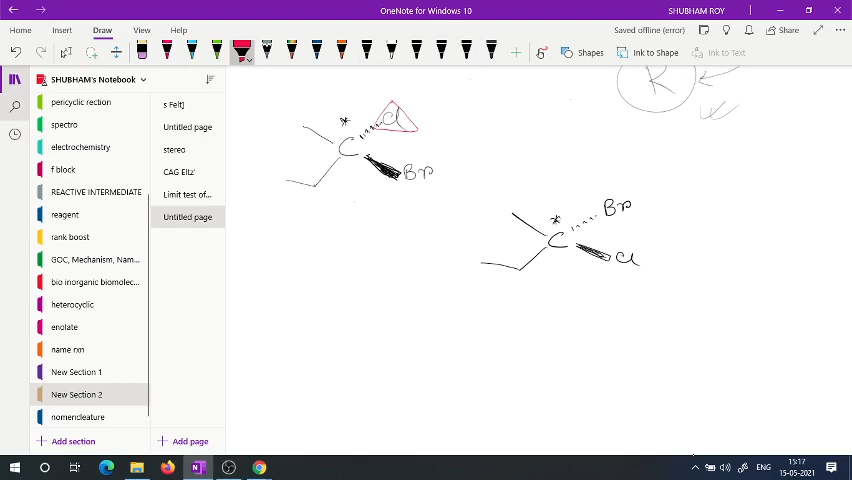 OneNote for Windows 10
SHUBHAM ROY
Home
Insert
Draw
View
Help
Saved offline (error)
Share
Shapes
Ink to Shape
Ink to Text
SHUBHAM's Notebook
pericyclic rection
spectro
electrochemistry
f block
REACTIVE INTERMEDIATE
reagent
rank boost
GOC, Mechanism, Nam...
bio inorganic biomolec...
heterocyclic
enolate
name rxn
New Section 1
New Section 2
nomencleature
Add section
s Felt]
Untitled page
stereo
CAG Ellz'
Limit test of...
Untitled page
Add page
R
* Cl
C
Br
* Br
C
Cl
ENG
15:17
15-05-2021